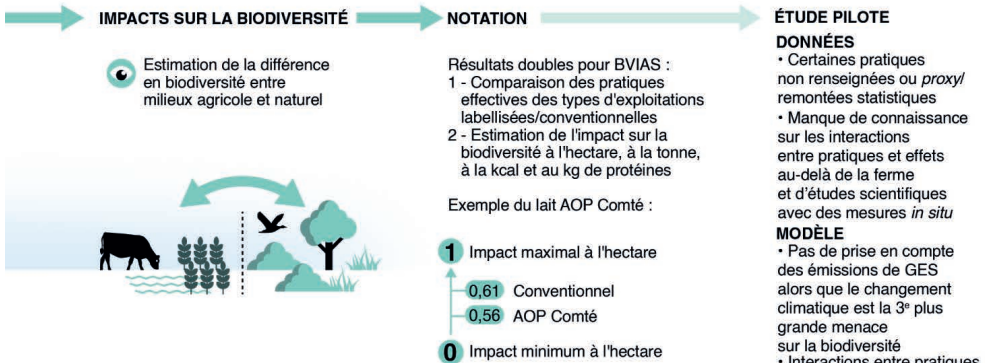 IMPACTS SUR LA BIODIVERSITÉ
Estimation de la différence
en biodiversité entre
milieux agricole et naturel
NOTATION
Résultats doubles pour BVIAS :
1 - Comparaison des pratiques
effectives des types d'exploitations
labellisées/conventionnelles
2 - Estimation de l'impact sur la
biodiversité à l'hectare, à la tonne,
à la kcal et au kg de protéines
Exemple du lait AOP Comté :
1 Impact maximal à l'hectare
0,61 Conventionnel
0,56 AOP Comté
0 Impact minimum à l'hectare
ÉTUDE PILOTE
DONNÉES
• Certaines pratiques
non renseignées ou proxy/
remontées statistiques
• Manque de connaissance
sur les interactions
entre pratiques et effets
au-delà de la ferme
et d'études scientifiques
avec des mesures in situ
MODÈLE
• Pas de prise en compte
des émissions de GES
alors que le changement
climatique est la 3e plus
grande menace
sur la biodiversité
• Interactions entre pratiques